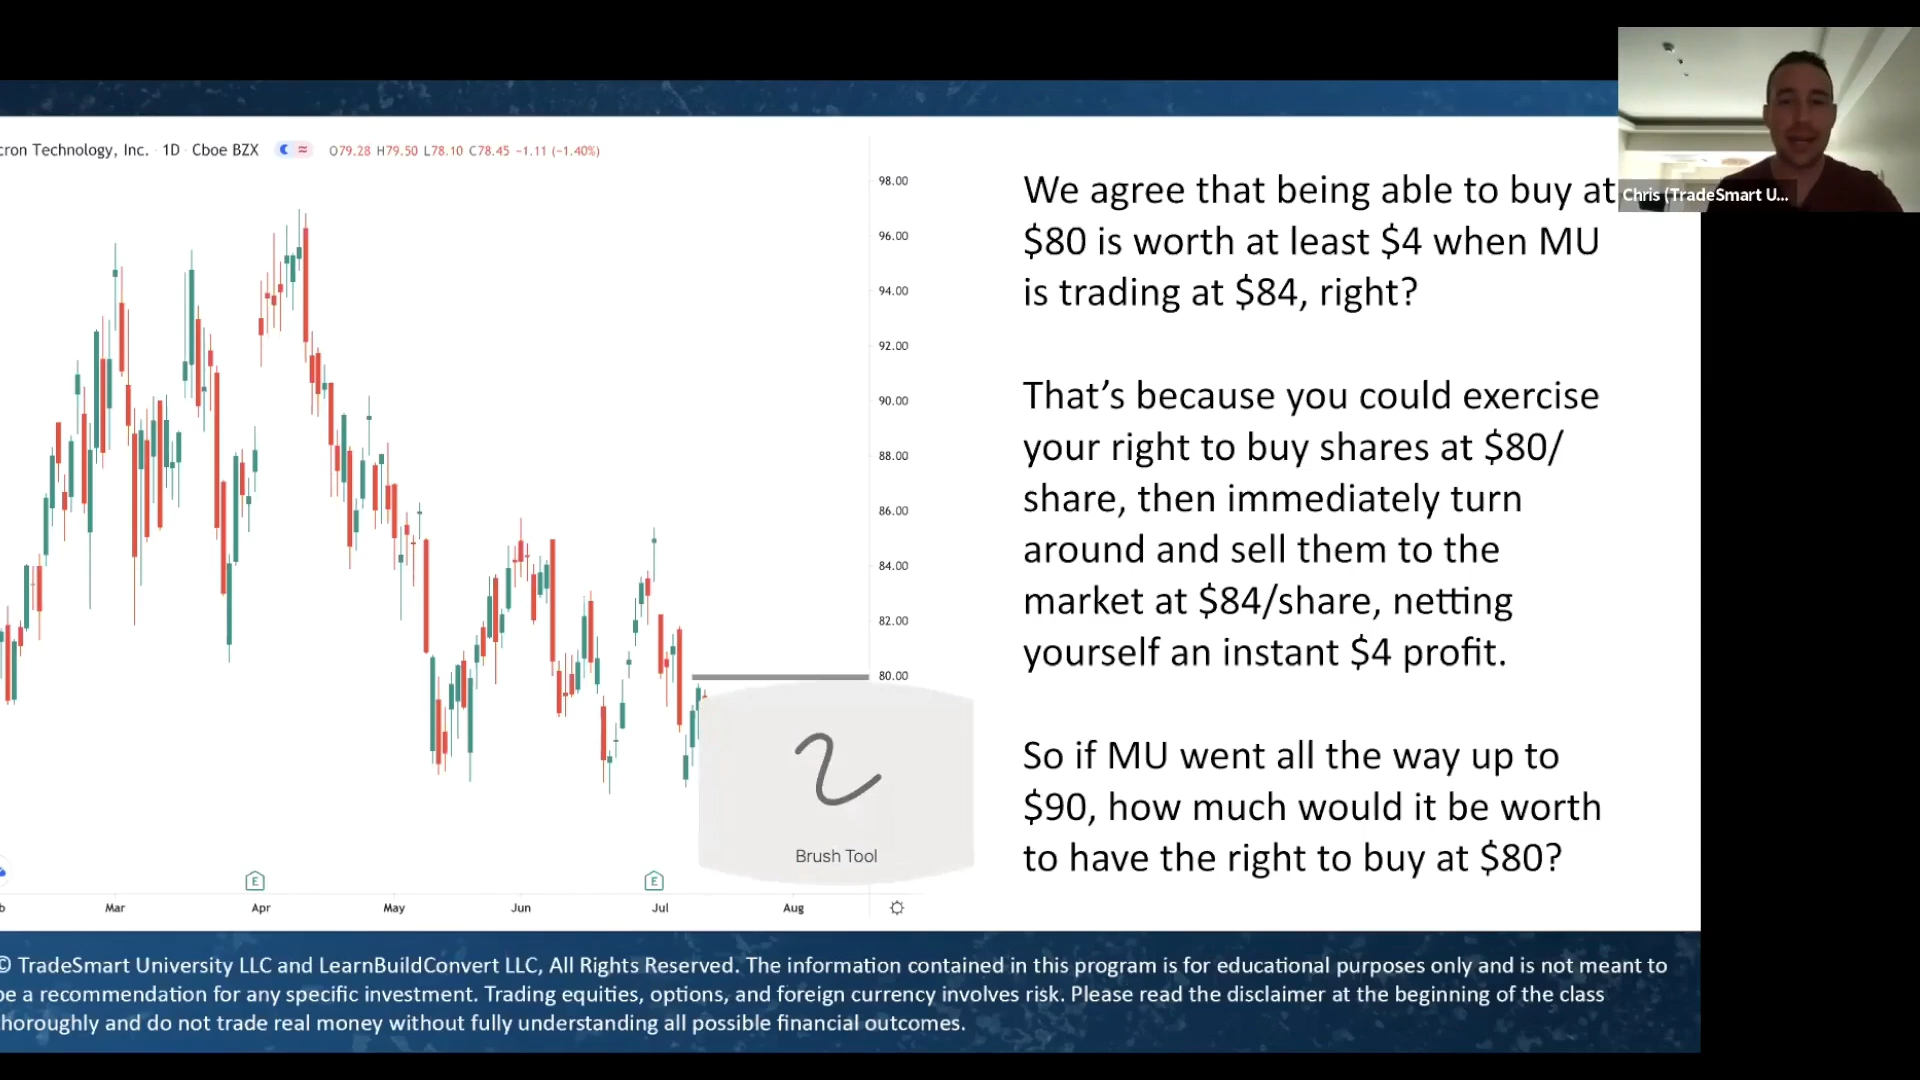 cron Technology, Inc. · 1D · Cboe BZX O79.28 H79.50 L78.10 C78.45 −1.11 (−1.40%)
98.00
96.00
94.00
92.00
90.00
88.00
86.00
84.00
82.00
80.00
Brush Tool
E E
b Mar Apr May Jun Jul Aug
We agree that being able to buy at
$80 is worth at least $4 when MU
is trading at $84, right?
That’s because you could exercise
your right to buy shares at $80/
share, then immediately turn
around and sell them to the
market at $84/share, netting
yourself an instant $4 profit.
So if MU went all the way up to
$90, how much would it be worth
to have the right to buy at $80?
Chris (TradeSmart U...
© TradeSmart University LLC and LearnBuildConvert LLC, All Rights Reserved. The information contained in this program is for educational purposes only and is not meant to
be a recommendation for any specific investment. Trading equities, options, and foreign currency involves risk. Please read the disclaimer at the beginning of the class
horoughly and do not trade real money without fully understanding all possible financial outcomes.